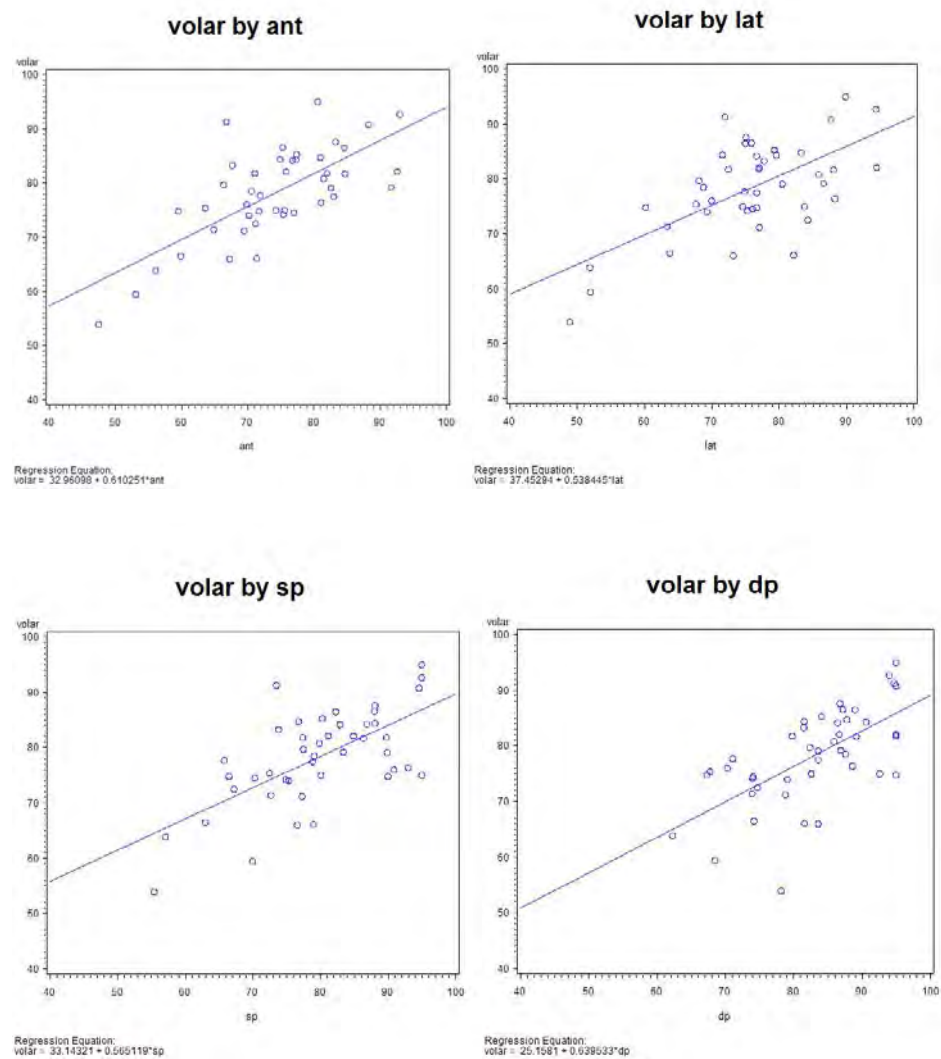 volar by ant
volar
100
90
80
70
60
50
40
40 50 60 70 80 90 100
ant
Regression Equation:
volar = 32.96098 + 0.610251*ant
volar by lat
volar
100
90
80
70
60
50
40
40 50 60 70 80 90 100
lat
Regression Equation:
volar = 37.45294 + 0.538445*lat
volar by sp
volar
100
90
80
70
60
50
40
40 50 60 70 80 90 100
sp
Regression Equation:
volar = 33.14321 + 0.565119*sp
volar by dp
volar
100
90
80
70
60
50
40
40 50 60 70 80 90 100
dp
Regression Equation:
volar = 25.1581 + 0.639533*dp